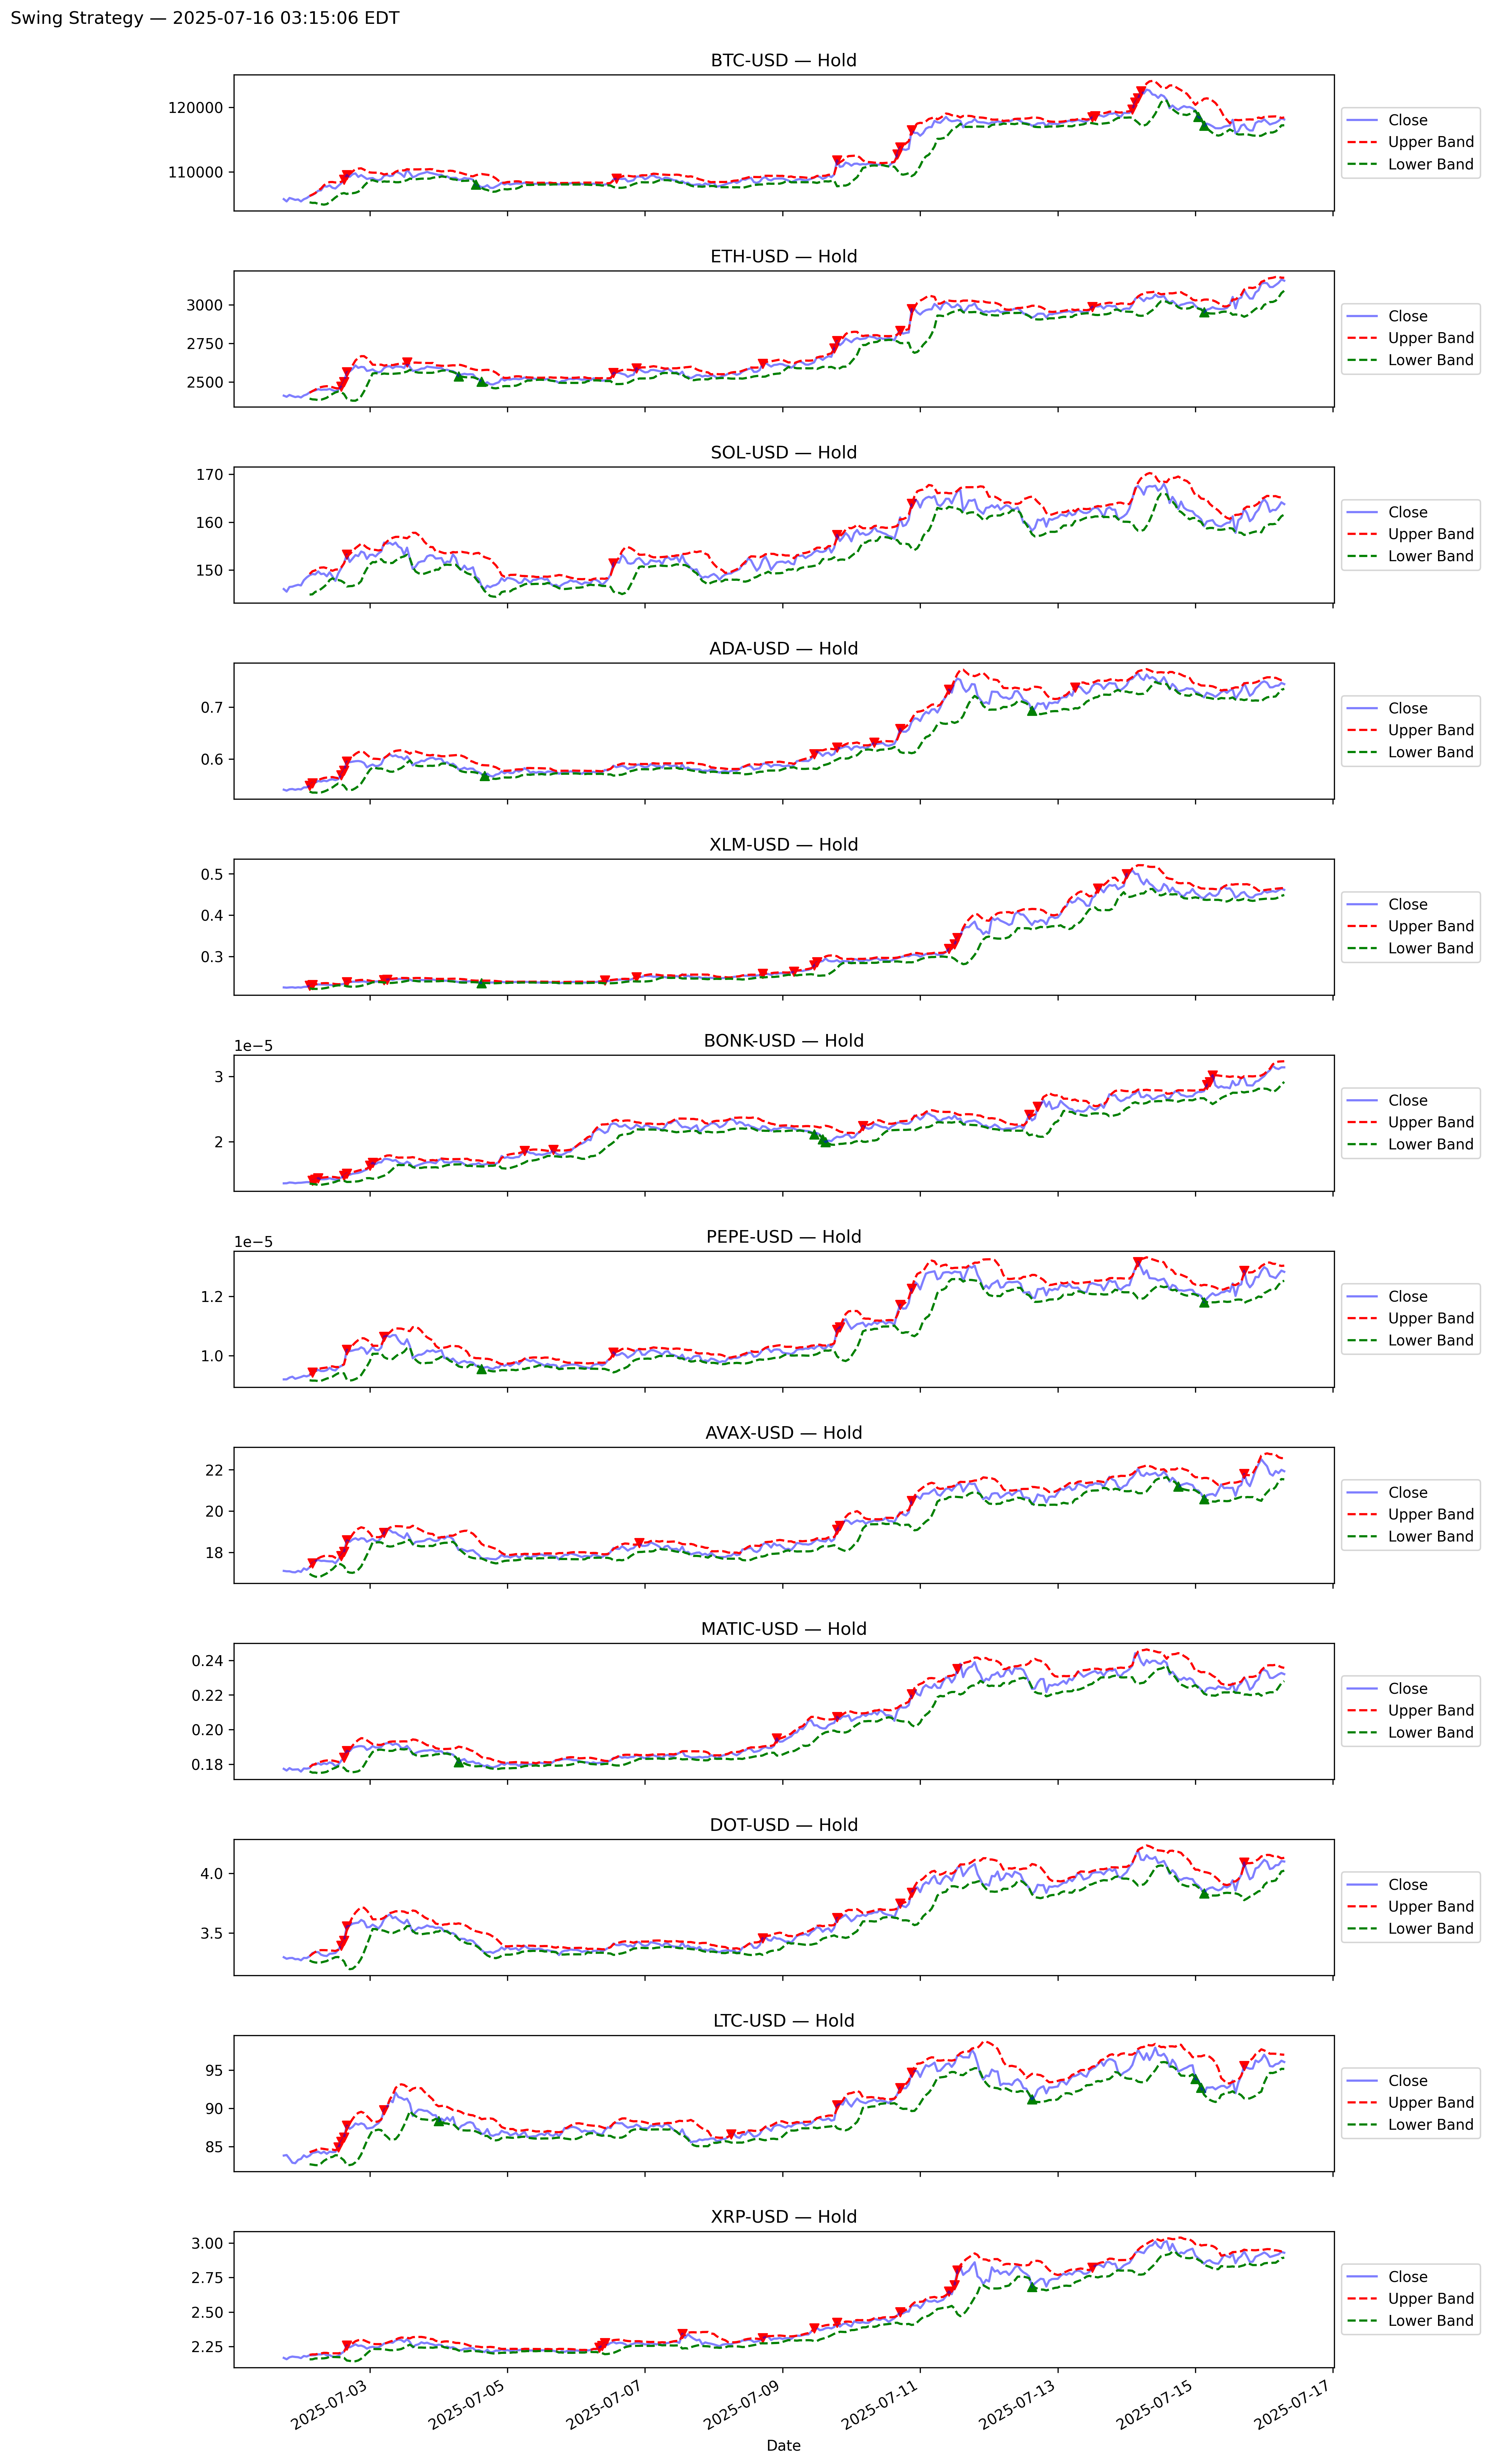 Swing Strategy — 2025-07-16 03:15:06 EDT
BTC-USD — Hold
120000
110000
Close
Upper Band
Lower Band
ETH-USD — Hold
3000
2750
2500
Close
Upper Band
Lower Band
SOL-USD — Hold
170
160
150
Close
Upper Band
Lower Band
ADA-USD — Hold
0.7
0.6
Close
Upper Band
Lower Band
XLM-USD — Hold
0.5
0.4
0.3
Close
Upper Band
Lower Band
BONK-USD — Hold
1e−5
3
2
Close
Upper Band
Lower Band
PEPE-USD — Hold
1e−5
1.2
1.0
Close
Upper Band
Lower Band
AVAX-USD — Hold
22
20
18
Close
Upper Band
Lower Band
MATIC-USD — Hold
0.24
0.22
0.20
0.18
Close
Upper Band
Lower Band
DOT-USD — Hold
4.0
3.5
Close
Upper Band
Lower Band
LTC-USD — Hold
95
90
85
Close
Upper Band
Lower Band
XRP-USD — Hold
3.00
2.75
2.50
2.25
Close
Upper Band
Lower Band
2025-07-03
2025-07-05
2025-07-07
2025-07-09
2025-07-11
2025-07-13
2025-07-15
2025-07-17
Date